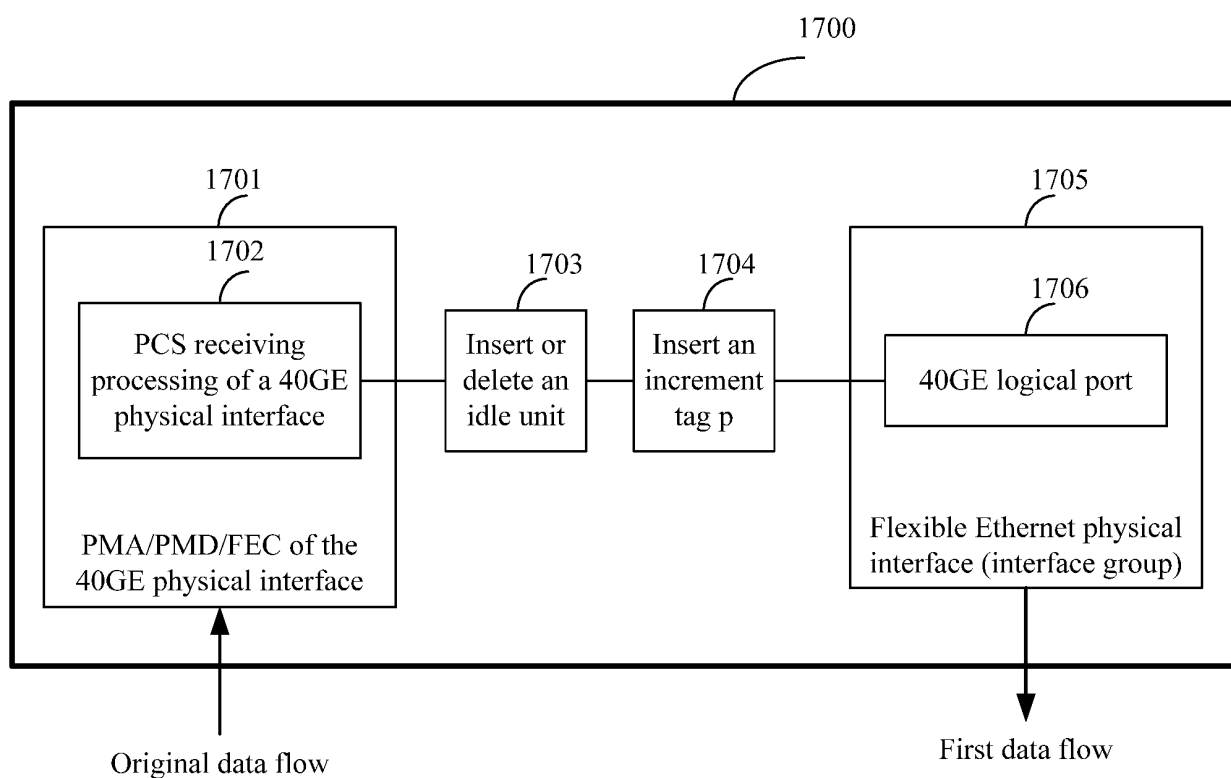 1700
1701
1705
1702
1703
1704
1706
PCS receiving
processing of a 40GE
physical interface
Insert or
delete an
idle unit
Insert an
increment
tag p
40GE logical port
PMA/PMD/FEC of the
40GE physical interface
Flexible Ethernet physical
interface (interface group)
Original data flow
First data flow